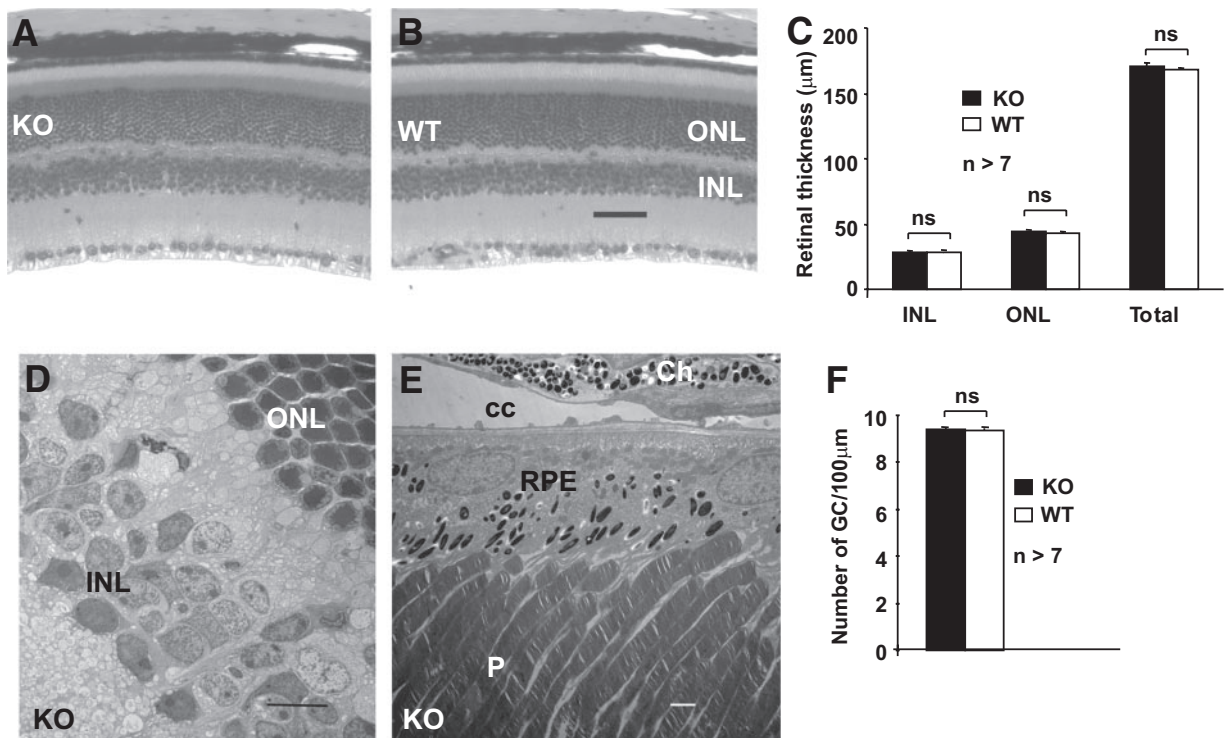 A
KO
B
WT
ONL
INL
C
Retinal thickness (μm)
200
150
100
50
0
KO
WT
n > 7
ns
ns
ns
INL
ONL
Total
D
ONL
INL
KO
E
Ch
cc
RPE
P
KO
F
Number of GC/100μm
10
8
6
4
2
0
ns
KO
WT
n > 7